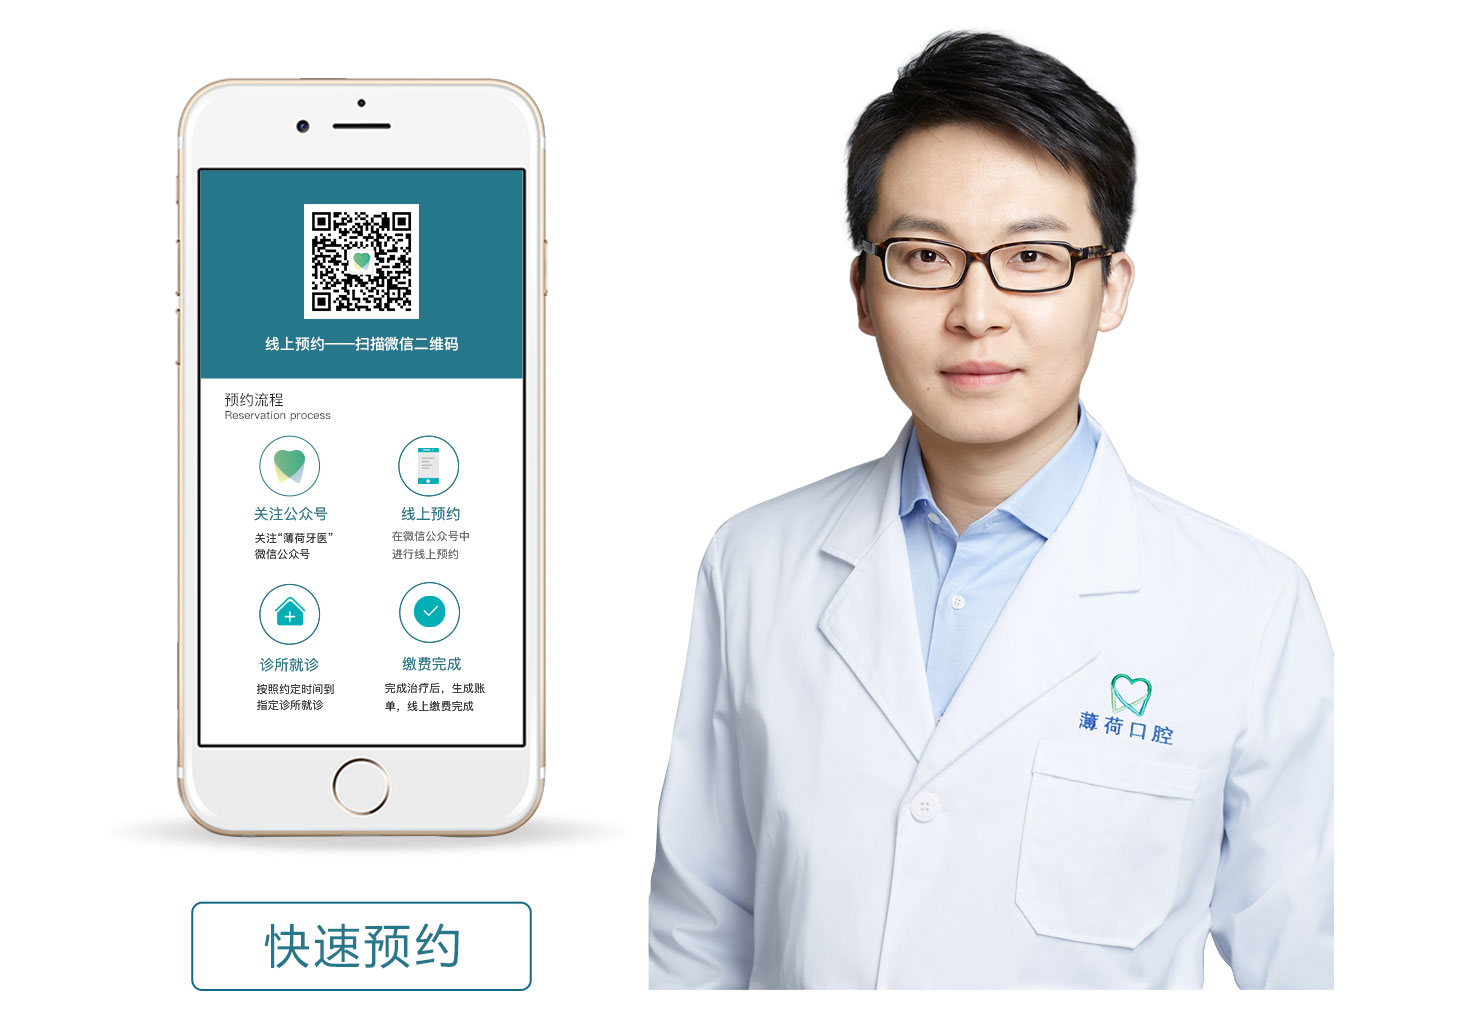 线上预约——扫描微信二维码
预约流程
Reservation process
关注公众号
关注“薄荷牙医”
微信公众号
线上预约
在微信公众号中
进行线上预约
诊所就诊
按照约定时间到
指定诊所就诊
缴费完成
完成治疗后，生成账
单，线上缴费完成
快速预约
薄荷口腔